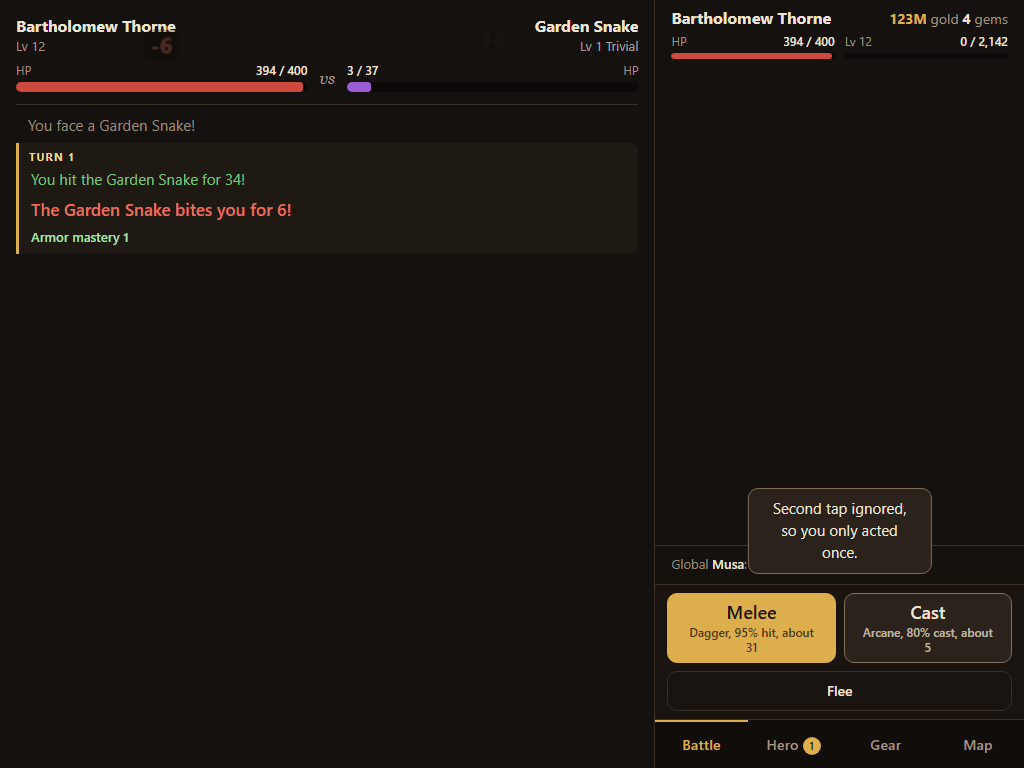 Bartholomew Thorne
Lv 12
-6
34
Garden Snake
Lv 1 Trivial
HP 394 / 400
vs
3 / 37 HP
You face a Garden Snake!
TURN 1
You hit the Garden Snake for 34!
The Garden Snake bites you for 6!
Armor mastery 1
Bartholomew Thorne
123M gold 4 gems
HP 394 / 400
Lv 12 0 / 2,142
Second tap ignored,
so you only acted
once.
Global Musa:
Melee
Dagger, 95% hit, about
31
Cast
Arcane, 80% cast, about
5
Flee
Battle
Hero 1
Gear
Map